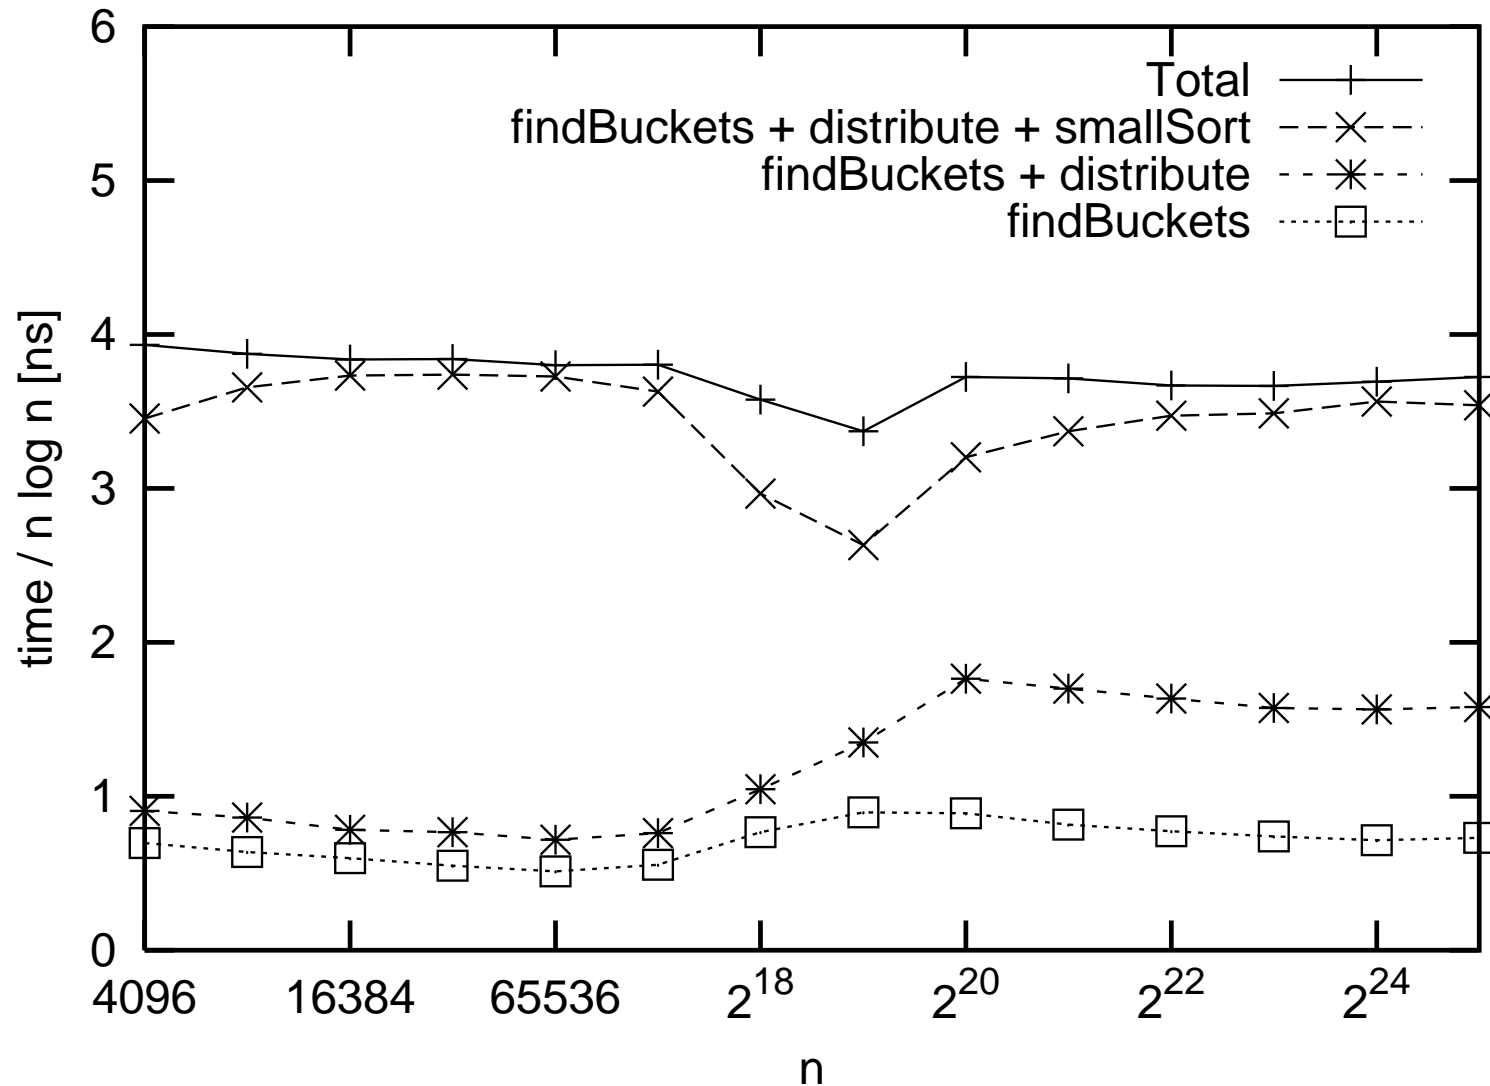 6
5
4
3
2
1
0
time / n log n [ns]
Total
findBuckets + distribute + smallSort
findBuckets + distribute
findBuckets
4096 16384 65536 2^18 2^20 2^22 2^24
n